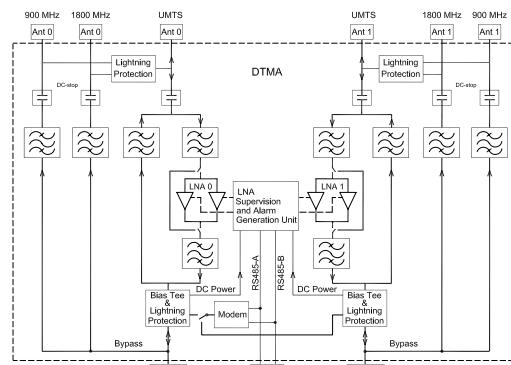 900 MHz 1800 MHz UMTS UMTS 1800 MHz 900 MHz
Ant 0 Ant 0 Ant 0 Ant 1 Ant 1 Ant 1
Lightning
Protection
DTMA
Lightning
Protection
DC-stop
DC-stop
LNA 0
LNA
Supervision
and Alarm
Generation Unit
LNA 1
RS485-A
RS485-B
DC Power
DC Power
Bias Tee
&
Lightning
Protection
Modem
Bias Tee
&
Lightning
Protection
Bypass
Bypass